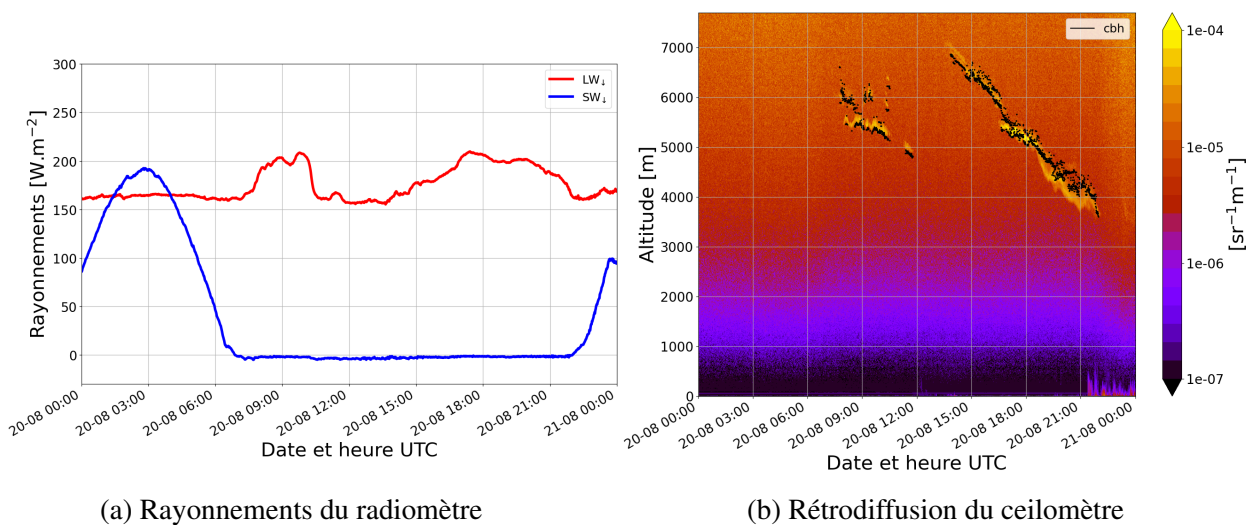 300
250
200
150
100
50
0
Rayonnements [W.m⁻²]
LW↓
SW↓
20-08 00:00
20-08 03:00
20-08 06:00
20-08 09:00
20-08 12:00
20-08 15:00
20-08 18:00
20-08 21:00
21-08 00:00
Date et heure UTC
(a) Rayonnements du radiomètre
cbh
7000
6000
5000
4000
3000
2000
1000
0
Altitude [m]
20-08 00:00
20-08 03:00
20-08 06:00
20-08 09:00
20-08 12:00
20-08 15:00
20-08 18:00
20-08 21:00
21-08 00:00
Date et heure UTC
1e-04
1e-05
1e-06
1e-07
[sr⁻¹m⁻¹]
(b) Rétrodiffusion du ceilomètre